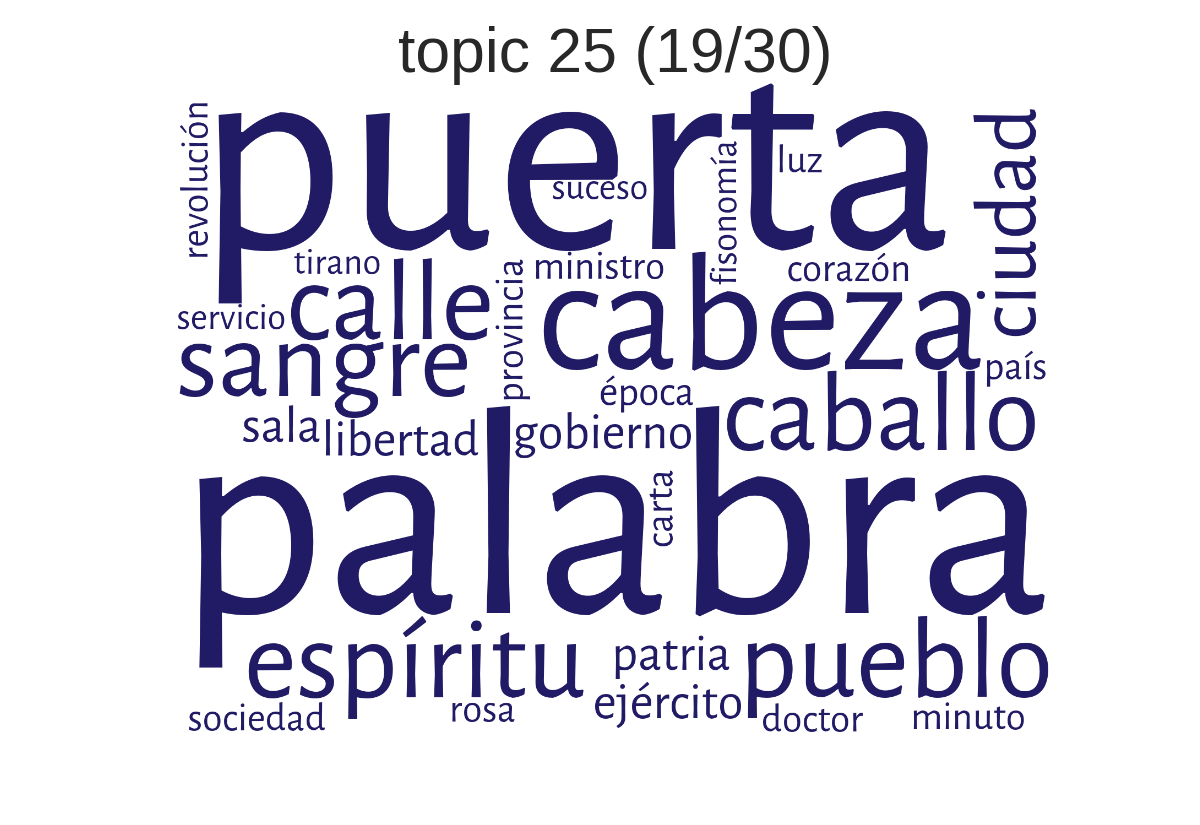 topic 25 (19/30)
puerta
revolución
suceso
fisonomía
luz
ciudad
tirano
ministro
corazón
servicio
calle
provincia
cabeza
sangre
época
país
sala
libertad
gobierno
caballo
palabra
carta
espíritu
patria
pueblo
sociedad
rosa
ejército
doctor
minuto